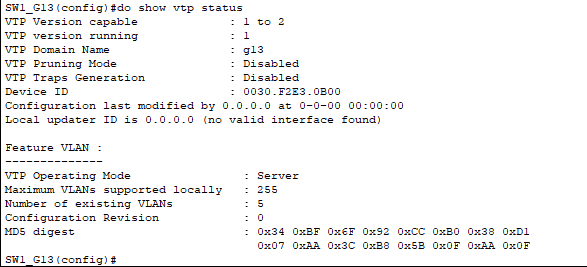 SW1_G13(config)#do show vtp status
VTP Version capable : 1 to 2
VTP version running : 1
VTP Domain Name : g13
VTP Pruning Mode : Disabled
VTP Traps Generation : Disabled
Device ID : 0030.F2E3.0B00
Configuration last modified by 0.0.0.0 at 0-0-00 00:00:00
Local updater ID is 0.0.0.0 (no valid interface found)
Feature VLAN :
--------------
VTP Operating Mode : Server
Maximum VLANs supported locally : 255
Number of existing VLANs : 5
Configuration Revision : 0
MD5 digest : 0x34 0xBF 0x6F 0x92 0xCC 0xB0 0x38 0xD1
0x07 0xAA 0x3C 0xB8 0x5B 0x0F 0xAA 0x0F
SW1_G13(config)#